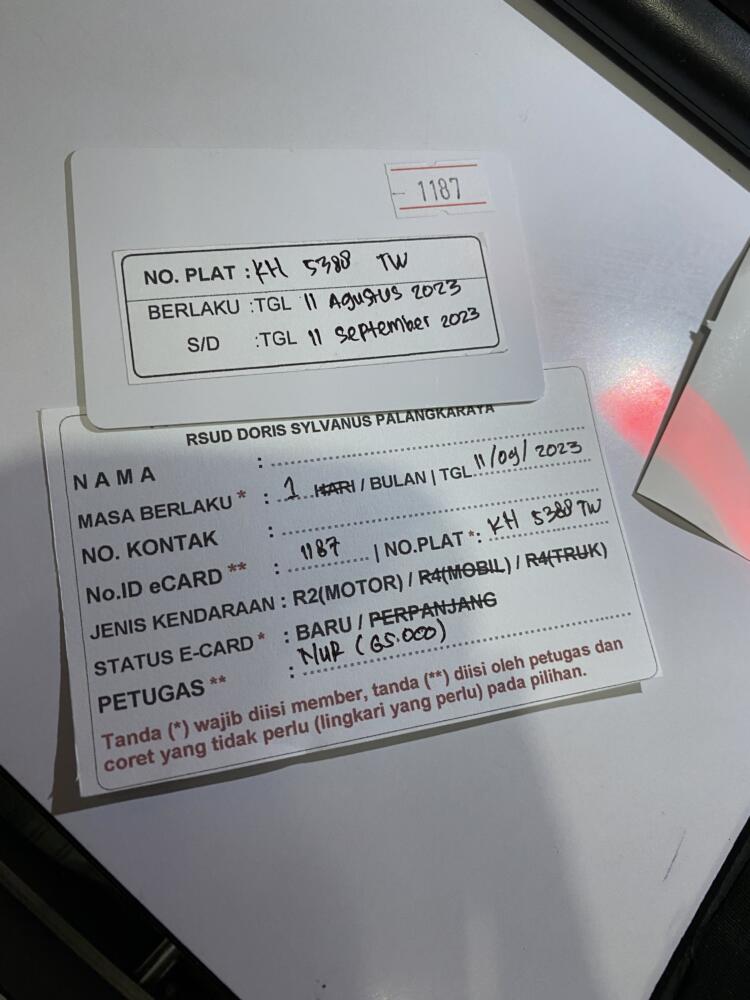 1187
NO. PLAT : KH 5388 TW
BERLAKU : TGL 11 Agustus 2023
S/D : TGL 11 September 2023
RSUD DORIS SYLVANUS PALANGKARAYA
NAMA :
MASA BERLAKU * : 1 HARI / BULAN | TGL 11/09/2023
NO. KONTAK :
No.ID eCARD ** : 1187 | NO.PLAT *: KH 5388 TW
JENIS KENDARAAN : R2(MOTOR) / R4(MOBIL) / R4(TRUK)
STATUS E-CARD * : BARU / PERPANJANG
PETUGAS ** : NUR (65.000)
Tanda (*) wajib diisi member, tanda (**) diisi oleh petugas dan
coret yang tidak perlu (lingkari yang perlu) pada pilihan.